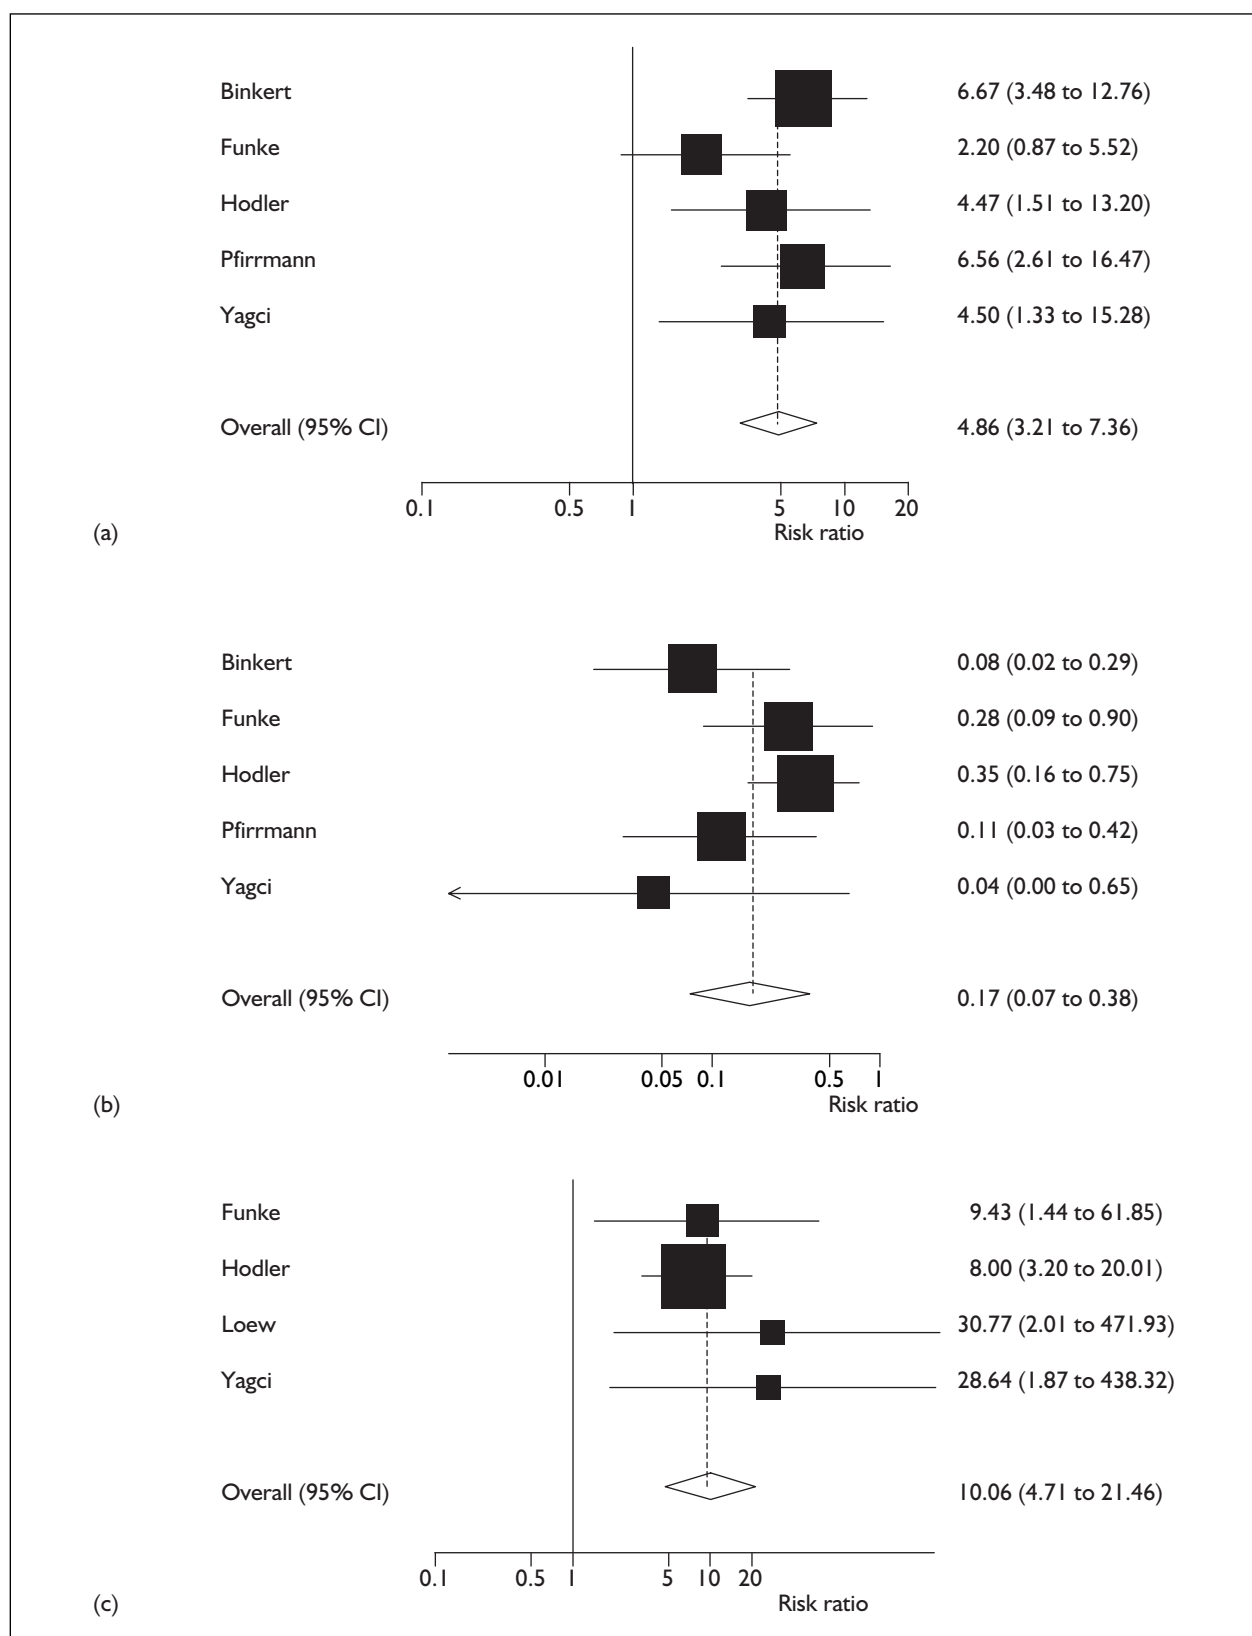 Binkert 6.67 (3.48 to 12.76)
Funke 2.20 (0.87 to 5.52)
Hodler 4.47 (1.51 to 13.20)
Pfirrmann 6.56 (2.61 to 16.47)
Yagci 4.50 (1.33 to 15.28)
Overall (95% CI) 4.86 (3.21 to 7.36)
0.1 0.5 1 5 10 20
(a) Risk ratio
Binkert 0.08 (0.02 to 0.29)
Funke 0.28 (0.09 to 0.90)
Hodler 0.35 (0.16 to 0.75)
Pfirrmann 0.11 (0.03 to 0.42)
Yagci 0.04 (0.00 to 0.65)
Overall (95% CI) 0.17 (0.07 to 0.38)
0.01 0.05 0.1 0.5 1
(b) Risk ratio
Funke 9.43 (1.44 to 61.85)
Hodler 8.00 (3.20 to 20.01)
Loew 30.77 (2.01 to 471.93)
Yagci 28.64 (1.87 to 438.32)
Overall (95% CI) 10.06 (4.71 to 21.46)
0.1 0.5 1 5 10 20
(c) Risk ratio